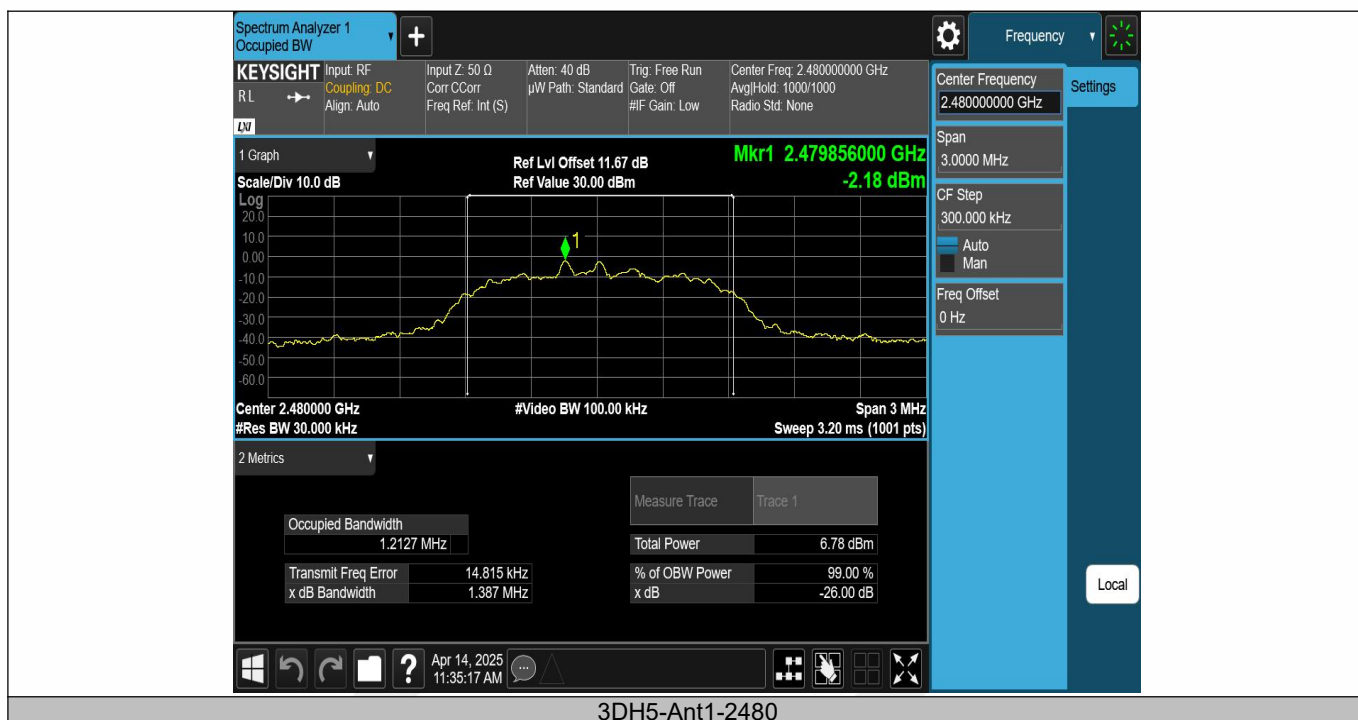 Spectrum Analyzer 1
Occupied BW
Frequency
KEYSIGHT
R L
LXI
Input: RF
Coupling: DC
Align: Auto
Input Z: 50 Ω
Corr CCorr
Freq Ref: Int (S)
Atten: 40 dB
µW Path: Standard
Trig: Free Run
Gate: Off
#IF Gain: Low
Center Freq: 2.480000000 GHz
Avg|Hold: 1000/1000
Radio Std: None
Center Frequency
2.480000000 GHz
Settings
Span
3.0000 MHz
CF Step
300.000 kHz
Auto
Man
Freq Offset
0 Hz
Local
1 Graph
Scale/Div 10.0 dB
Ref Lvl Offset 11.67 dB
Ref Value 30.00 dBm
Mkr1 2.479856000 GHz
-2.18 dBm
Log
20.0
10.0
0.00
-10.0
-20.0
-30.0
-40.0
-50.0
-60.0
1
Center 2.480000 GHz
#Video BW 100.00 kHz
Span 3 MHz
#Res BW 30.000 kHz
Sweep 3.20 ms (1001 pts)
2 Metrics
Measure Trace
Trace 1
Occupied Bandwidth
1.2127 MHz
Total Power
6.78 dBm
Transmit Freq Error
14.815 kHz
% of OBW Power
99.00 %
x dB Bandwidth
1.387 MHz
x dB
-26.00 dB
?
Apr 14, 2025
11:35:17 AM
3DH5-Ant1-2480